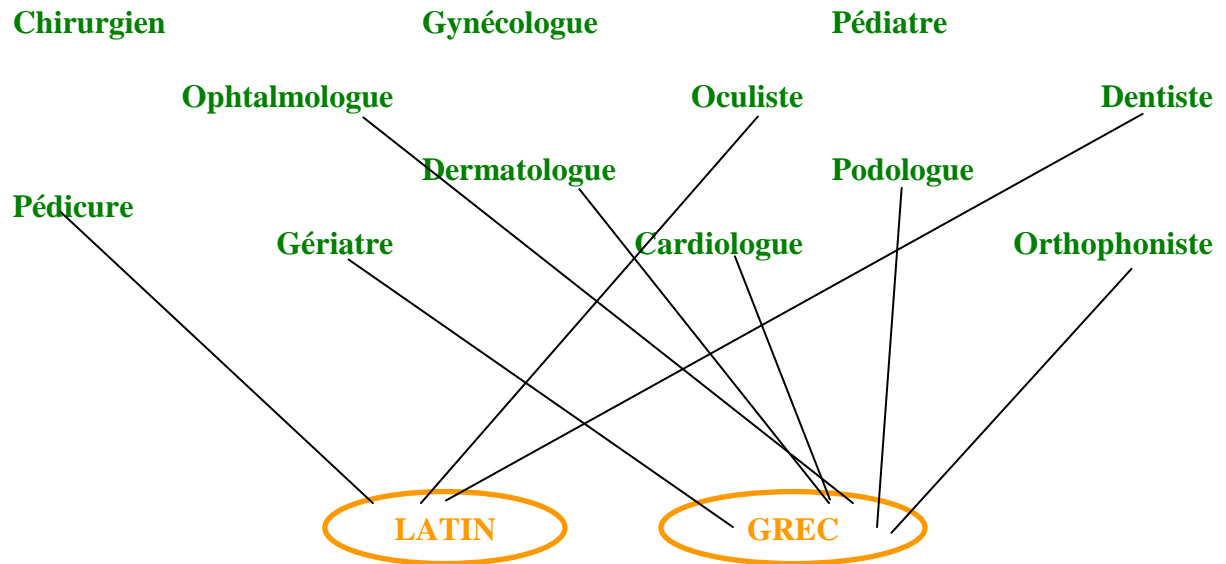 Chirurgien Gynécologue Pédiatre
Ophtalmologue Oculiste Dentiste
Dermatologue Podologue
Pédicure
Gériatre Cardiologue Orthophoniste
LATIN GREC